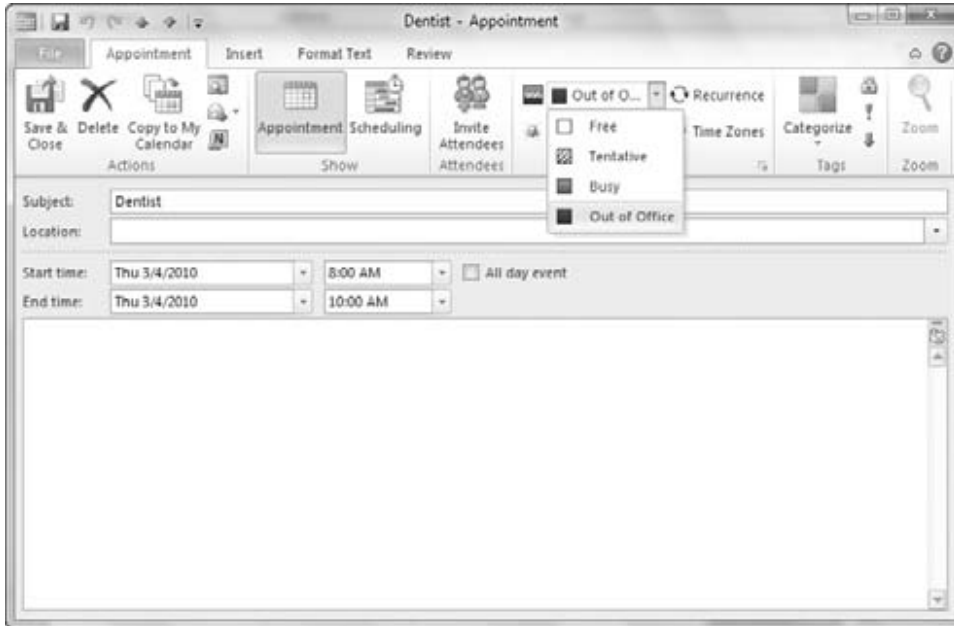 Dentist - Appointment
File Appointment Insert Format Text Review
Out of O... Recurrence
Save & Close
Delete
Copy to My Calendar
Appointment
Scheduling
Invite Attendees
Time Zones
Categorize
Zoom
Actions Show Attendees Tags Zoom
Free
Tentative
Busy
Out of Office
Subject: Dentist
Location:
Start time: Thu 3/4/2010 8:00 AM All day event
End time: Thu 3/4/2010 10:00 AM